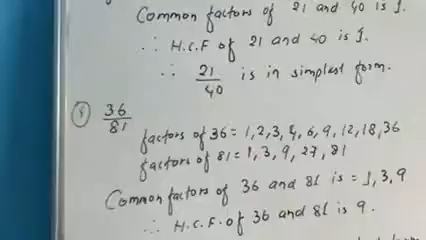 Common factors of 21 and 40 is 1.
∴ H.C.F of 21 and 40 is 1.
∴ 21/40 is in simplest form.
36/81
factors of 36 = 1,2,3,4,6,9,12,18,36
factors of 81 = 1,3,9,27,81
Common factors of 36 and 81 is = 1,3,9
∴ H.C.F. of 36 and 81 is 9.